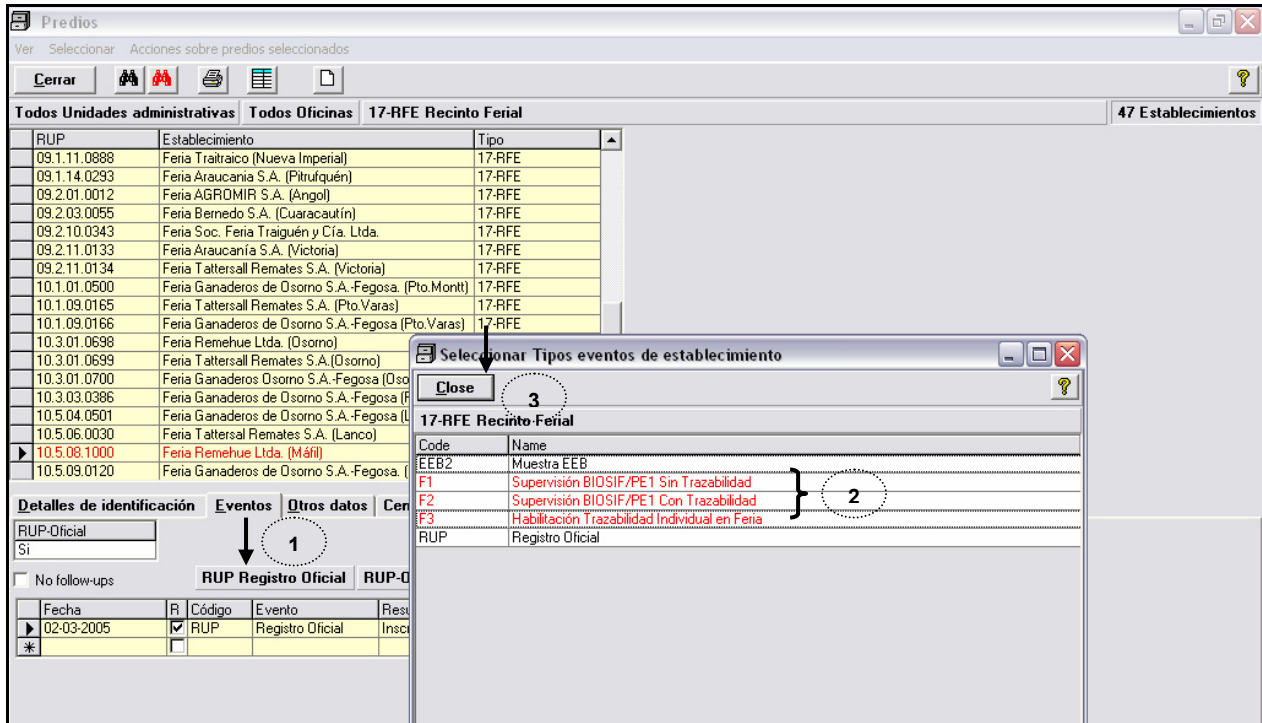 Predios
Ver Seleccionar Acciones sobre predios seleccionados
Cerrar
?
Todos Unidades administrativas Todos Oficinas 17-RFE Recinto Ferial 47 Establecimientos
RUP Establecimiento Tipo
09.1.11.0888 Feria Traitraico (Nueva Imperial) 17-RFE
09.1.14.0293 Feria Araucania S.A. (Pitrufquén) 17-RFE
09.2.01.0012 Feria AGROMIR S.A. (Angol) 17-RFE
09.2.03.0055 Feria Bernedo S.A. (Cuaracautín) 17-RFE
09.2.10.0343 Feria Soc. Feria Traiguén y Cía. Ltda. 17-RFE
09.2.11.0133 Feria Araucanía S.A. (Victoria) 17-RFE
09.2.11.0134 Feria Tattersall Remates S.A. (Victoria) 17-RFE
10.1.01.0500 Feria Ganaderos de Osorno S.A.-Fegosa. (Pto.Montt) 17-RFE
10.1.09.0165 Feria Tattersall Remates S.A. (Pto.Varas) 17-RFE
10.1.09.0166 Feria Ganaderos de Osorno S.A.-Fegosa (Pto.Varas) 17-RFE
10.3.01.0698 Feria Remehue Ltda. (Osorno)
10.3.01.0699 Feria Tattersall Remates S.A.(Osorno)
10.3.01.0700 Feria Ganaderos Osorno S.A.-Fegosa (Oso
10.3.03.0386 Feria Ganaderos de Osorno S.A.-Fegosa (
10.5.04.0501 Feria Ganaderos de Osorno S.A.-Fegosa (
10.5.06.0030 Feria Tattersal Remates S.A. (Lanco)
10.5.08.1000 Feria Remehue Ltda. (Máfil)
10.5.09.0120 Feria Ganaderos de Osorno S.A.-Fegosa. (
Detalles de identificación Eventos Otros datos Cen
RUP-Oficial
Si
1
No follow-ups RUP Registro Oficial RUP-O
Fecha R Código Evento Resu
02-03-2005 RUP Registro Oficial Inscr
Seleccionar Tipos eventos de establecimiento
Close
3
?
17-RFE Recinto Ferial
Code Name
EEB2 Muestra EEB
F1 Supervisión BIOSIF/PE1 Sin Trazabilidad
F2 Supervisión BIOSIF/PE1 Con Trazabilidad
2
F3 Habilitación Trazabilidad Individual en Feria
RUP Registro Oficial